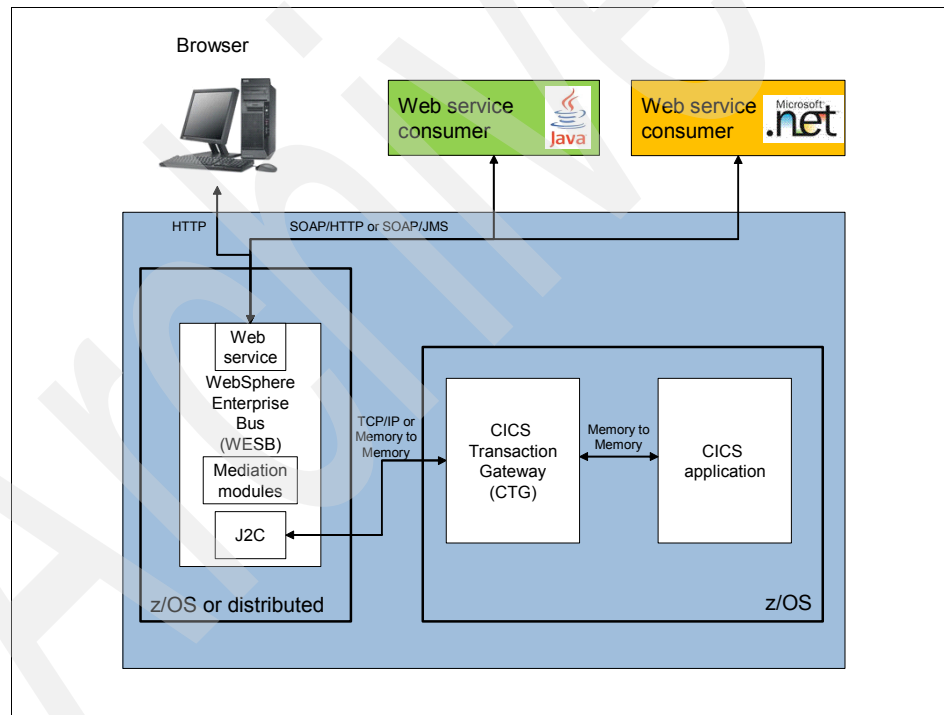 Browser
Web service
consumer
Java
Web service
consumer
Microsoft
.net
HTTP
SOAP/HTTP or SOAP/JMS
Web
service
WebSphere
Enterprise
Bus
(WESB)
Mediation
modules
J2C
z/OS or distributed
TCP/IP or
Memory to
Memory
CICS
Transaction
Gateway
(CTG)
Memory to
Memory
CICS
application
z/OS
Archive